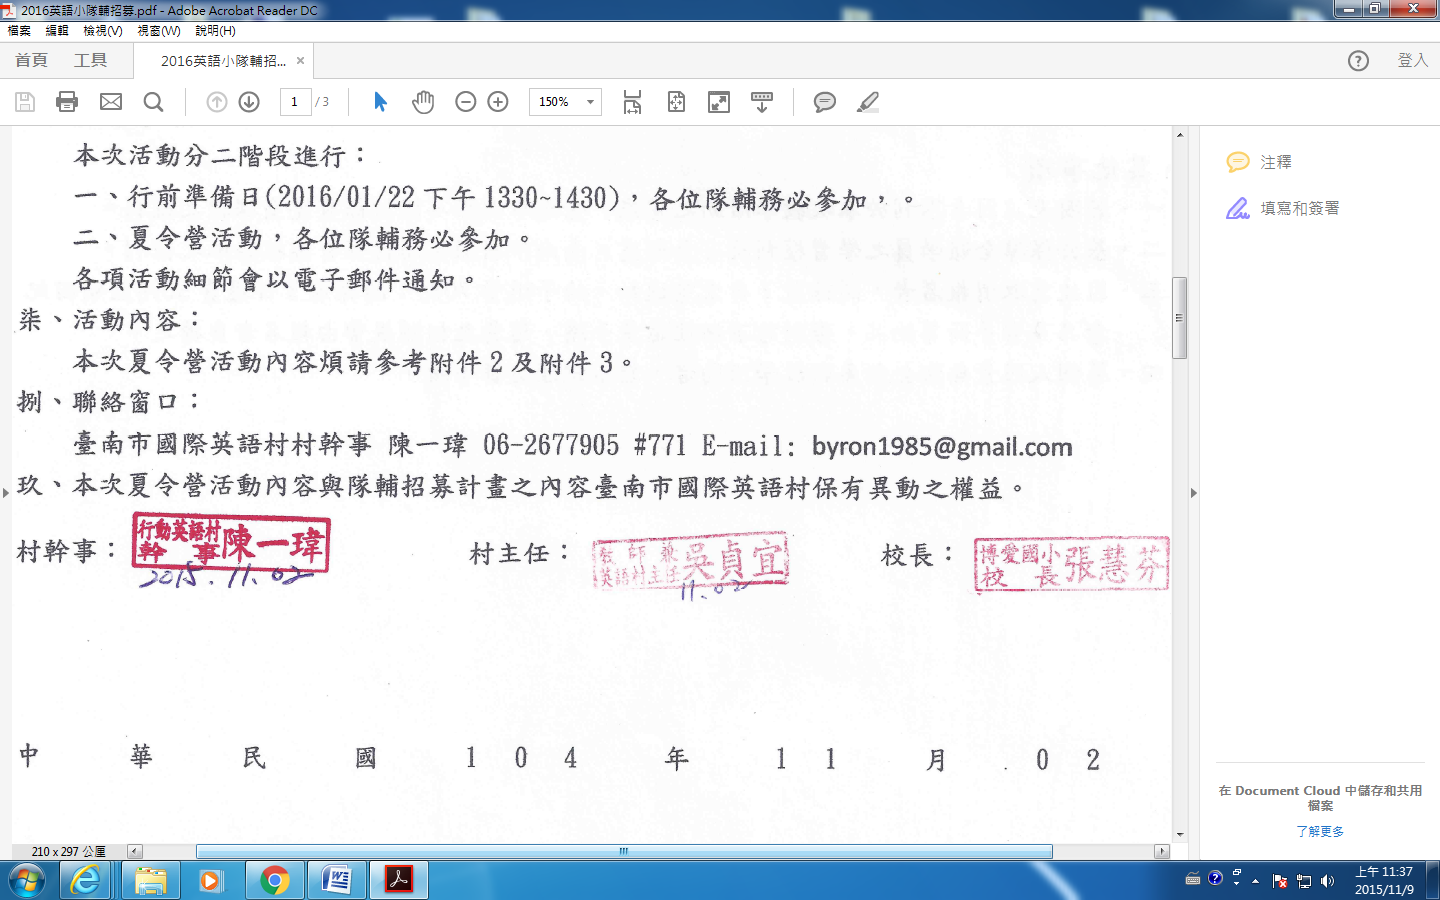 2016英語小隊輔招募.pdf - Adobe Acrobat Reader DC
檔案 編輯 檢視(V) 視窗(W) 說明(H)
首頁 工具 2016英語小隊輔招... × 登入
1 / 3 150%
本次活動分二階段進行：
一、行前準備日(2016/01/22 下午 1330~1430)，各位隊輔務必參加，。
二、夏令營活動，各位隊輔務必參加。
各項活動細節會以電子郵件通知。
柒、活動內容：
本次夏令營活動內容煩請參考附件 2 及附件 3。
捌、聯絡窗口：
臺南市國際英語村村幹事 陳一瑋 06-2677905 #771 E-mail: byron1985@gmail.com
玖、本次夏令營活動內容與隊輔招募計畫之內容臺南市國際英語村保有異動之權益。
村幹事：
行動英語村
幹 事 陳一瑋
2015.11.02
村主任：
教師兼
英語村主任 吳貞宜
11.02
校長：
博愛國小
校 長 張慧芬
中 華 民 國 1 0 4 年 1 1 月 0 2
注釋
填寫和簽署
在 Document Cloud 中儲存和共用
檔案
了解更多
210 x 297 公厘
上午 11:37
2015/11/9